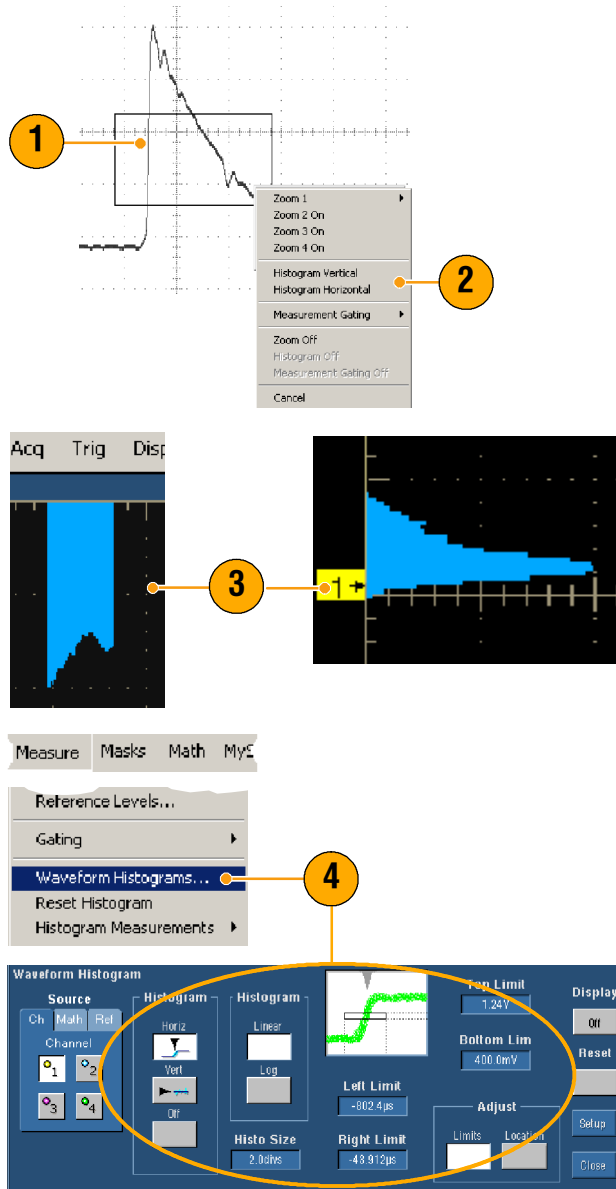 1
Zoom 1
Zoom 2 On
Zoom 3 On
Zoom 4 On
Histogram Vertical
Histogram Horizontal
2
Measurement Gating
Zoom Off
Histogram Off
Measurement Gating Off
Cancel
Acq Trig Disp
3
1
Measure Masks Math MyS
Reference Levels...
Gating
Waveform Histograms...
4
Reset Histogram
Histogram Measurements
Waveform Histogram
Source
Ch Math Ref
Channel
1 2
3 4
Histogram
Horiz
Vert
Off
Histogram
Linear
Log
Histo Size
2.0divs
Left Limit
-802.4µs
Right Limit
-43.912µs
Top Limit
1.24V
Bottom Lim
400.0mV
Adjust
Limits Location
Display
Off
Reset
Setup
Close